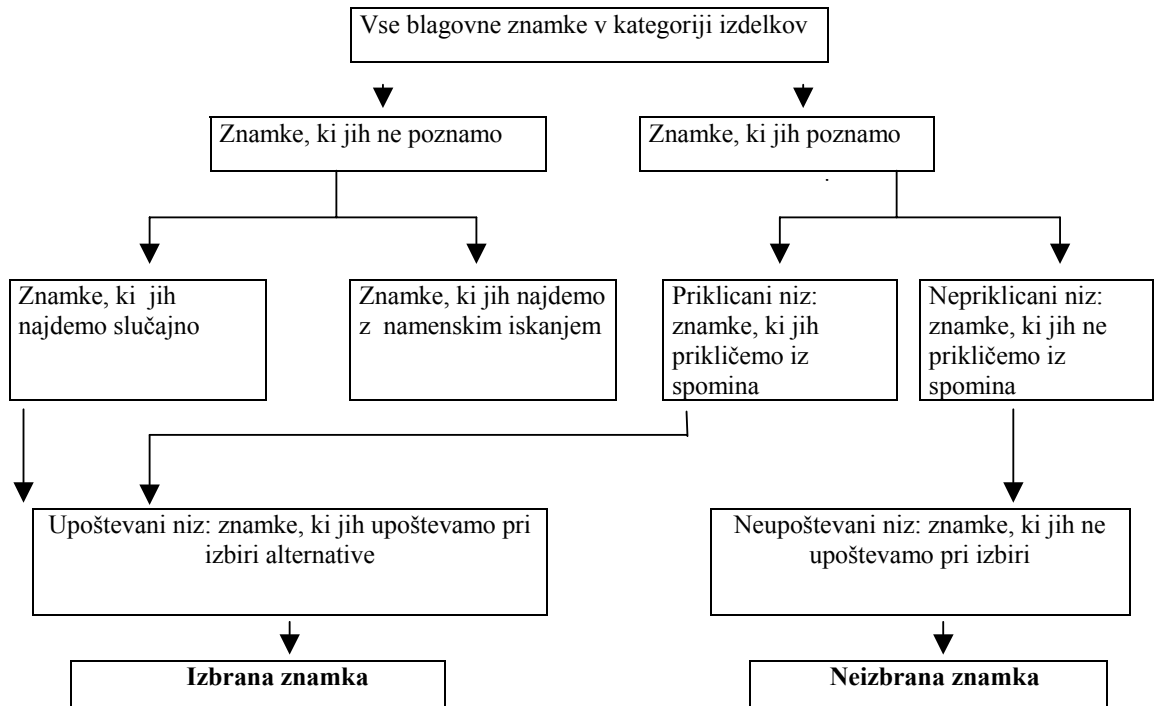 Vse blagovne znamke v kategoriji izdelkov
Znamke, ki jih ne poznamo
Znamke, ki jih poznamo
Znamke, ki jih
najdemo slučajno
Znamke, ki jih najdemo
z namenskim iskanjem
Priklicani niz:
znamke, ki jih
prikličemo iz
spomina
Nepriklicani niz:
znamke, ki jih ne
prikličemo iz
spomina
Upoštevani niz: znamke, ki jih upoštevamo pri
izbiri alternative
Neupoštevani niz: znamke, ki jih ne
upoštevamo pri izbiri
Izbrana znamka
Neizbrana znamka